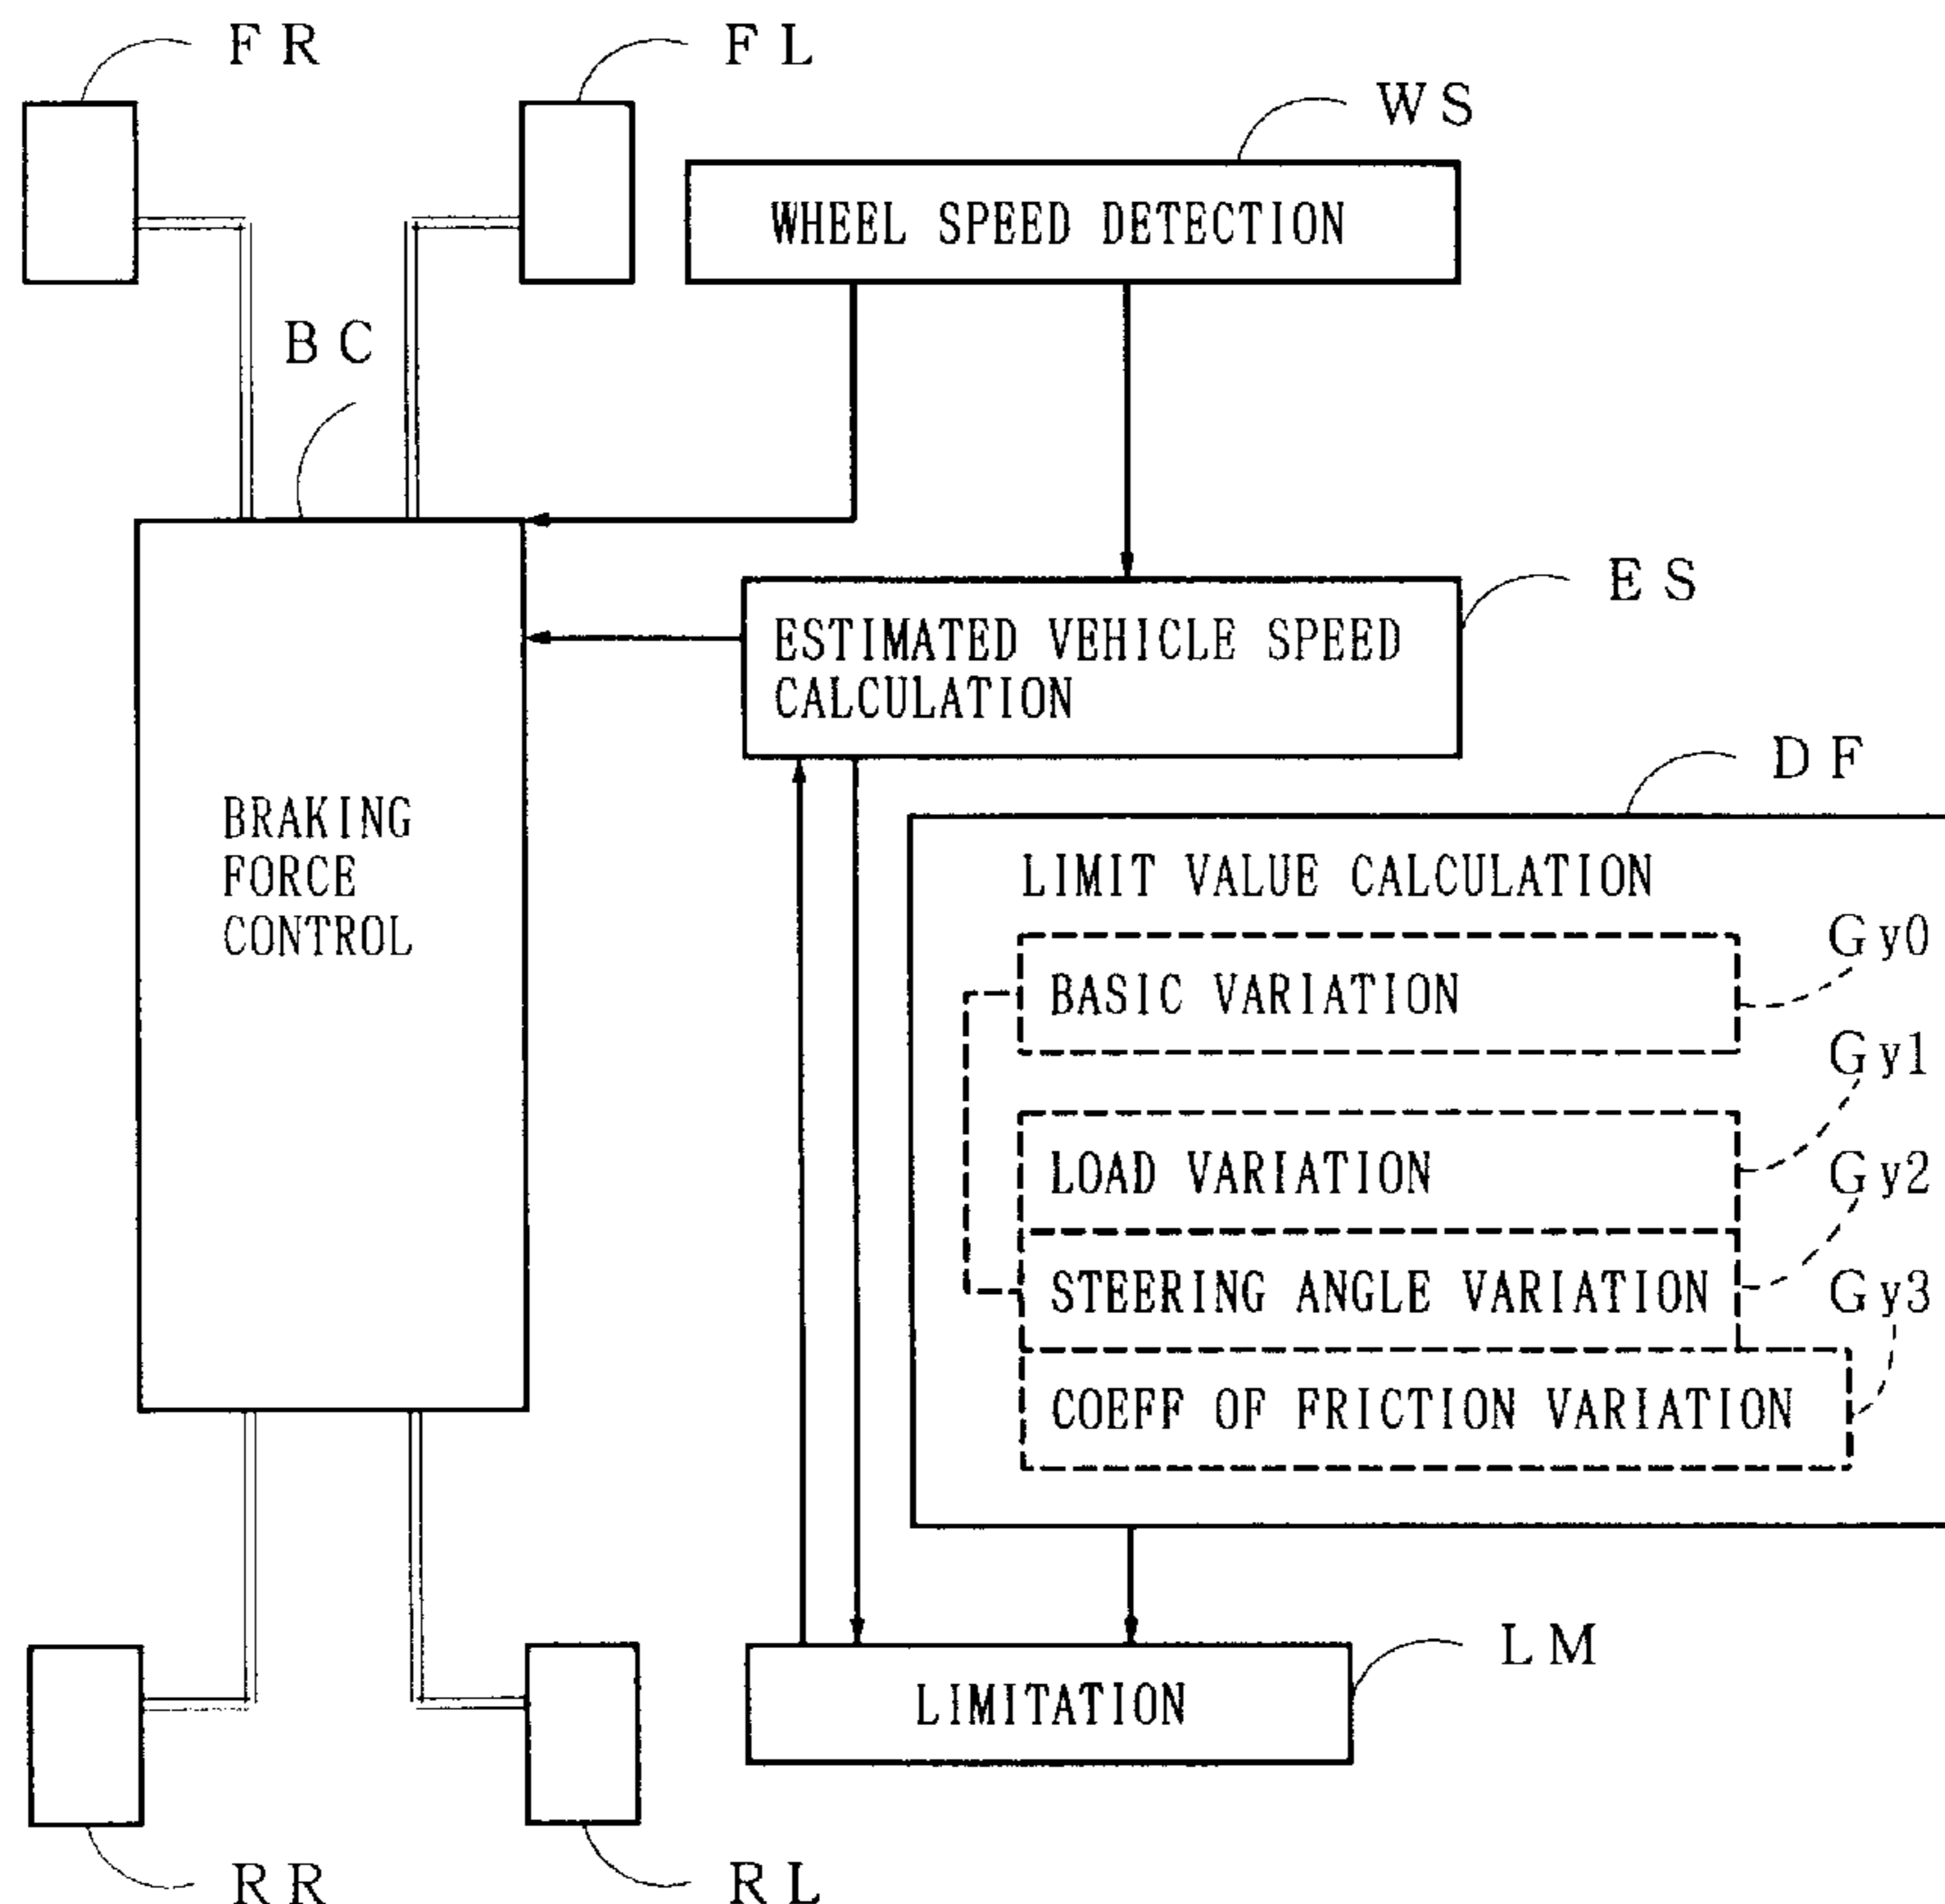 FR
FL
WS
WHEEL SPEED DETECTION
BC
ES
ESTIMATED VEHICLE SPEED
CALCULATION
DF
BRAKING
FORCE
CONTROL
LIMIT VALUE CALCULATION
Gy0
BASIC VARIATION
Gy1
LOAD VARIATION
Gy2
STEERING ANGLE VARIATION
Gy3
COEFF OF FRICTION VARIATION
LM
LIMITATION
RR
RL